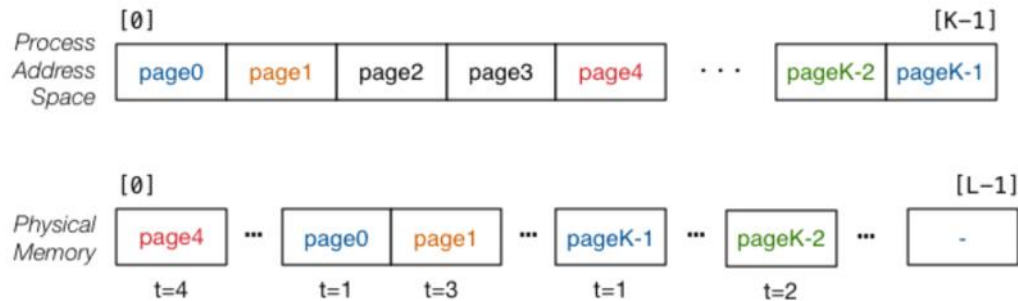 [0] [K-1]
Process
Address
Space
page0 page1 page2 page3 page4 ... pageK-2 pageK-1
[0] [L-1]
Physical
Memory
page4 ... page0 page1 ... pageK-1 ... pageK-2 ... -
t=4 t=1 t=3 t=1 t=2